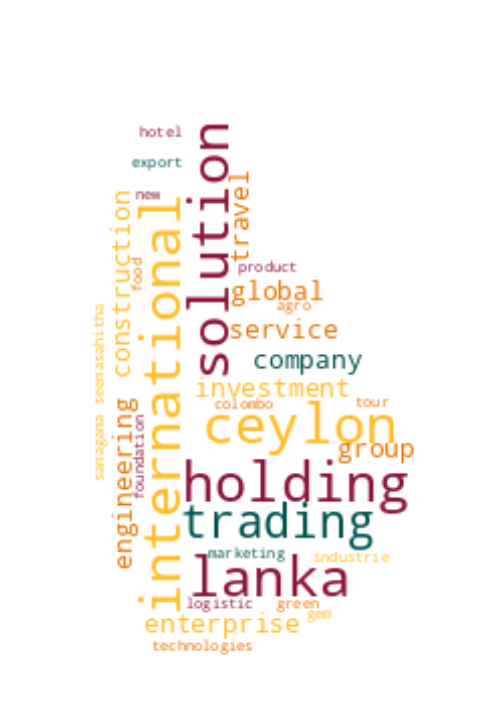 hotel
export
new
solution
travel
construction
food
international
product
global
agro
samagama seemasahitha
service
company
investment
colombo
tour
ceylon
engineering
foundation
group
holding
trading
marketing
industrie
lanka
logistic
green
gem
enterprise
technologies